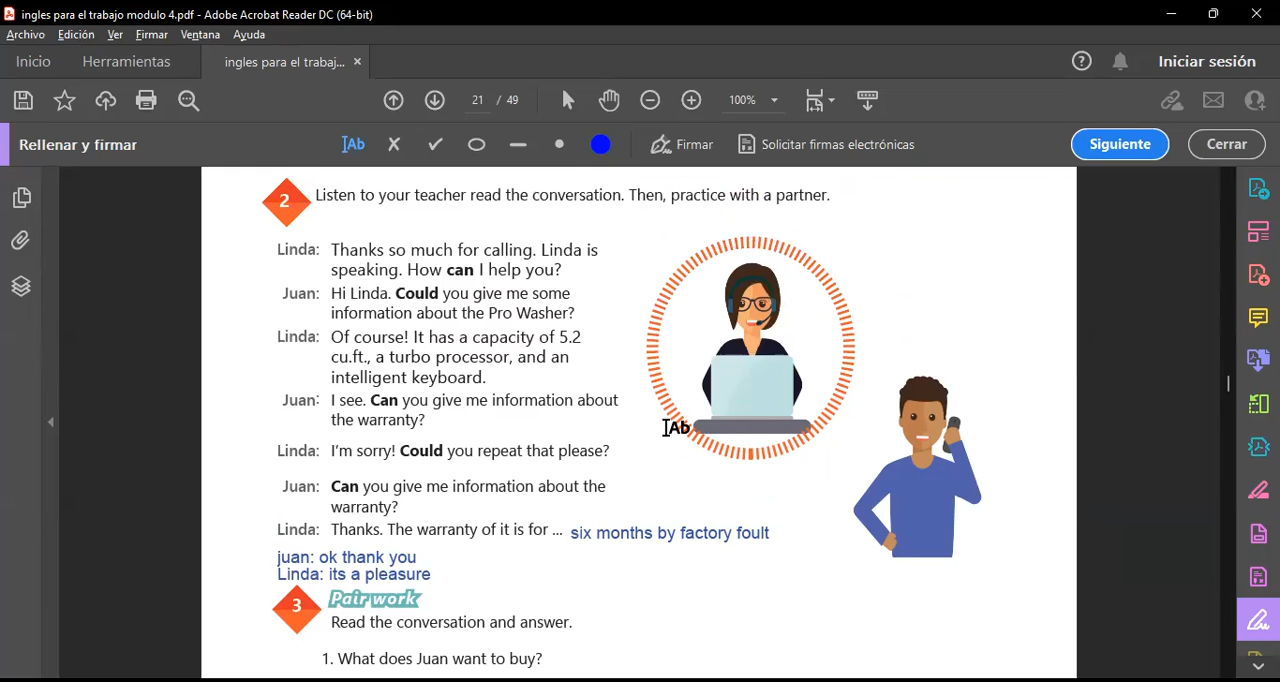 ingles para el trabajo modulo 4.pdf - Adobe Acrobat Reader DC (64-bit)
Archivo Edición Ver Firmar Ventana Ayuda
Inicio Herramientas ingles para el trabaj... × Iniciar sesión
21 / 49 100%
Rellenar y firmar Ab Firmar Solicitar firmas electrónicas Siguiente Cerrar
2 Listen to your teacher read the conversation. Then, practice with a partner.
Linda: Thanks so much for calling. Linda is
speaking. How can I help you?
Juan: Hi Linda. Could you give me some
information about the Pro Washer?
Linda: Of course! It has a capacity of 5.2
cu.ft., a turbo processor, and an
intelligent keyboard.
Juan: I see. Can you give me information about
the warranty?
Ab
Linda: I'm sorry! Could you repeat that please?
Juan: Can you give me information about the
warranty?
Linda: Thanks. The warranty of it is for ... six months by factory foult
juan: ok thank you
Linda: its a pleasure
3 Pair work
Read the conversation and answer.
1. What does Juan want to buy?